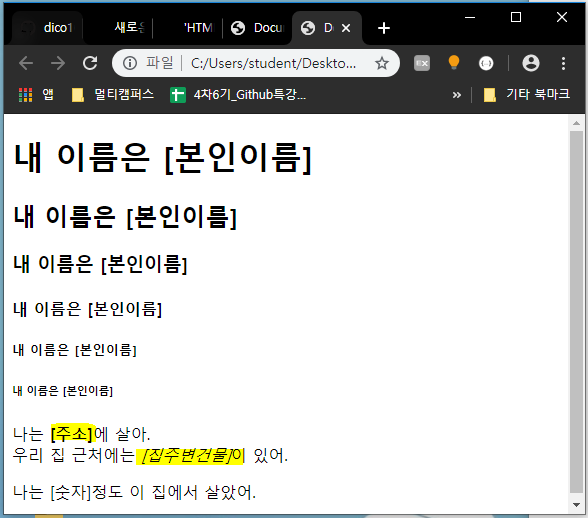 dico1
새로운
'HTM
Docu
D
파일 | C:/Users/student/Deskto...
앱
멀티캠퍼스
4차6기_Github특강...
»
기타 북마크
내 이름은 [본인이름]
내 이름은 [본인이름]
내 이름은 [본인이름]
내 이름은 [본인이름]
내 이름은 [본인이름]
내 이름은 [본인이름]
나는 [주소]에 살아.
우리 집 근처에는 [집주변건물]이 있어.
나는 [숫자]정도 이 집에서 살았어.